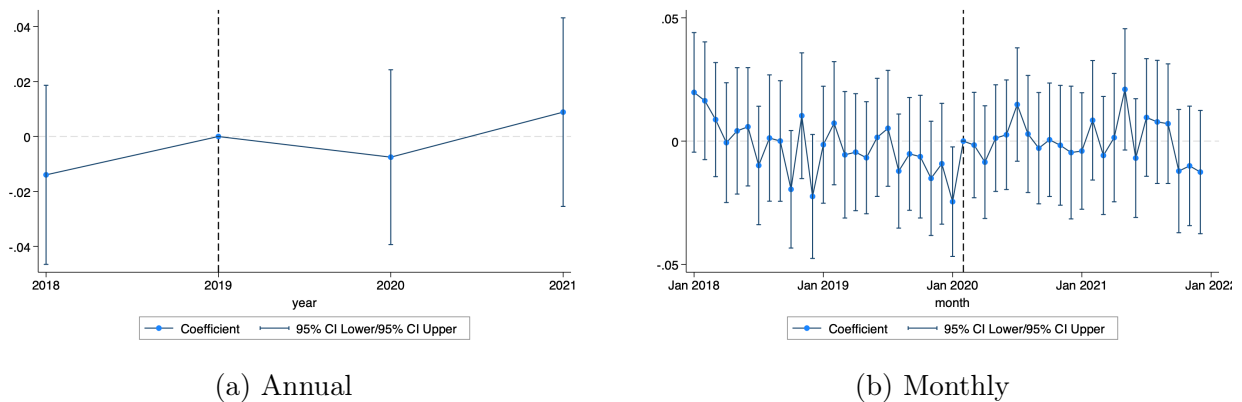 .04
.02
0
-.02
-.04
2018 2019 2020 2021
year
Coefficient 95% CI Lower/95% CI Upper
(a) Annual
.05
0
-.05
Jan 2018 Jan 2019 Jan 2020 Jan 2021 Jan 2022
month
Coefficient 95% CI Lower/95% CI Upper
(b) Monthly